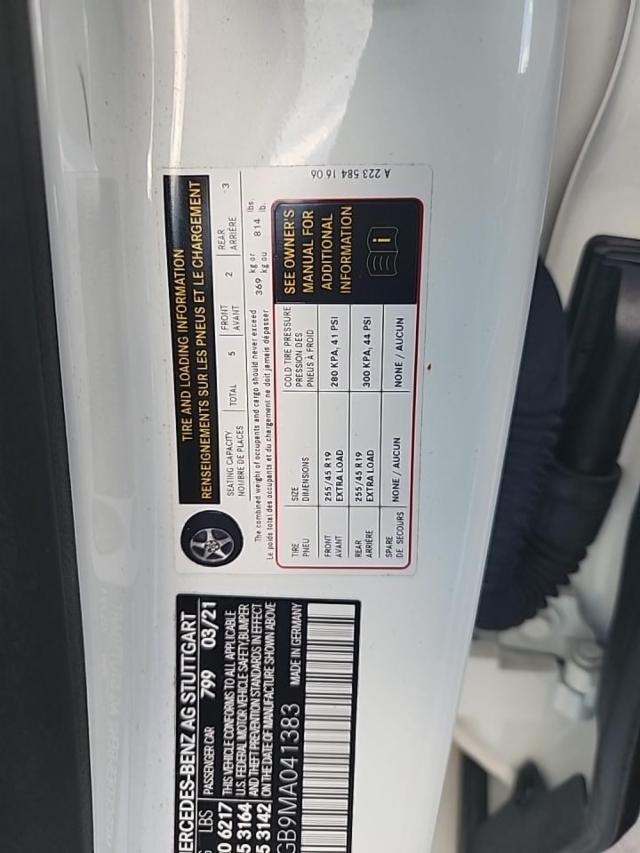 TIRE AND LOADING INFORMATION
RENSEIGNEMENTS SUR LES PNEUS ET LE CHARGEMENT
SEATING CAPACITY
NOMBRE DE PLACES
TOTAL 5
FRONT
AVANT
2
REAR
ARRIÈRE
3
The combined weight of occupants and cargo should never exceed 369 kg or 814 lbs.
Le poids total des occupants et du chargement ne doit jamais dépasser kg ou lb.
TIRE
PNEU
SIZE
DIMENSIONS
COLD TIRE PRESSURE
PRESSION DES
PNEUS À FROID
FRONT
AVANT
255/45 R19
EXTRA LOAD
280 KPA, 41 PSI
REAR
ARRIÈRE
255/45 R19
EXTRA LOAD
300 KPA, 44 PSI
SPARE
DE SECOURS
NONE / AUCUN
NONE / AUCUN
SEE OWNER'S
MANUAL FOR
ADDITIONAL
INFORMATION
A 223 584 16 06
MERCEDES-BENZ AG STUTTGART
LBS PASSENGER CAR 799 03/21
6217 THIS VEHICLE CONFORMS TO ALL APPLICABLE
3164 U.S. FEDERAL MOTOR VEHICLE SAFETY, BUMPER
3142 AND THEFT PREVENTION STANDARDS IN EFFECT
ON THE DATE OF MANUFACTURE SHOWN ABOVE
GB9MA041383 MADE IN GERMANY